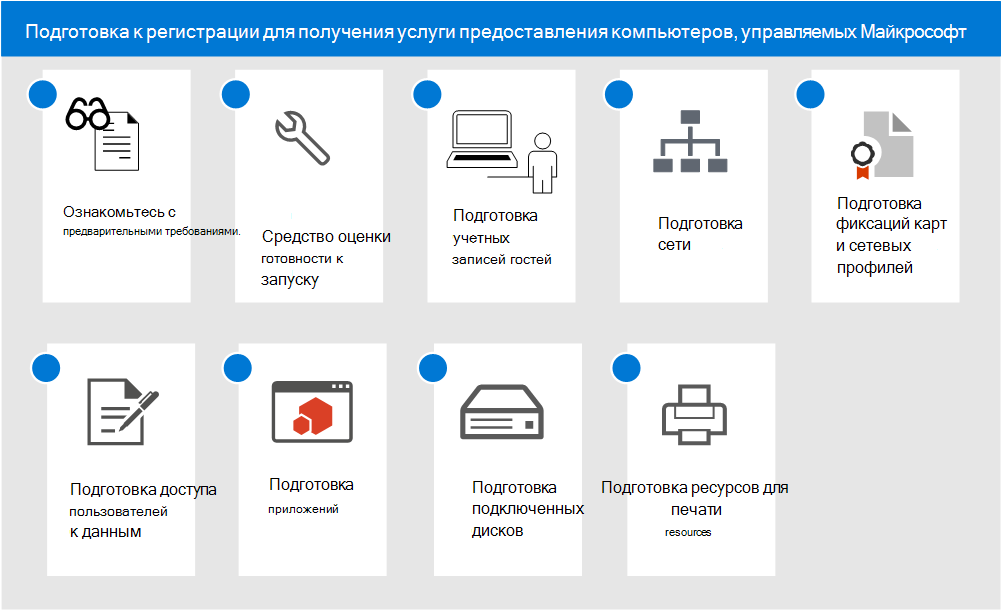 Подготовка к регистрации для получения услуги предоставления компьютеров, управляемых Майкрософт
Ознакомьтесь с
предварительными требованиями.
Средство оценки
готовности к
запуску
Подготовка
учетных
записей гостей
Подготовка
сети
Подготовка
фиксаций карт
и сетевых
профилей
Подготовка доступа
пользователей
к данным
Подготовка
приложений
Подготовка
подключенных
дисков
Подготовка ресурсов для
печати
resources